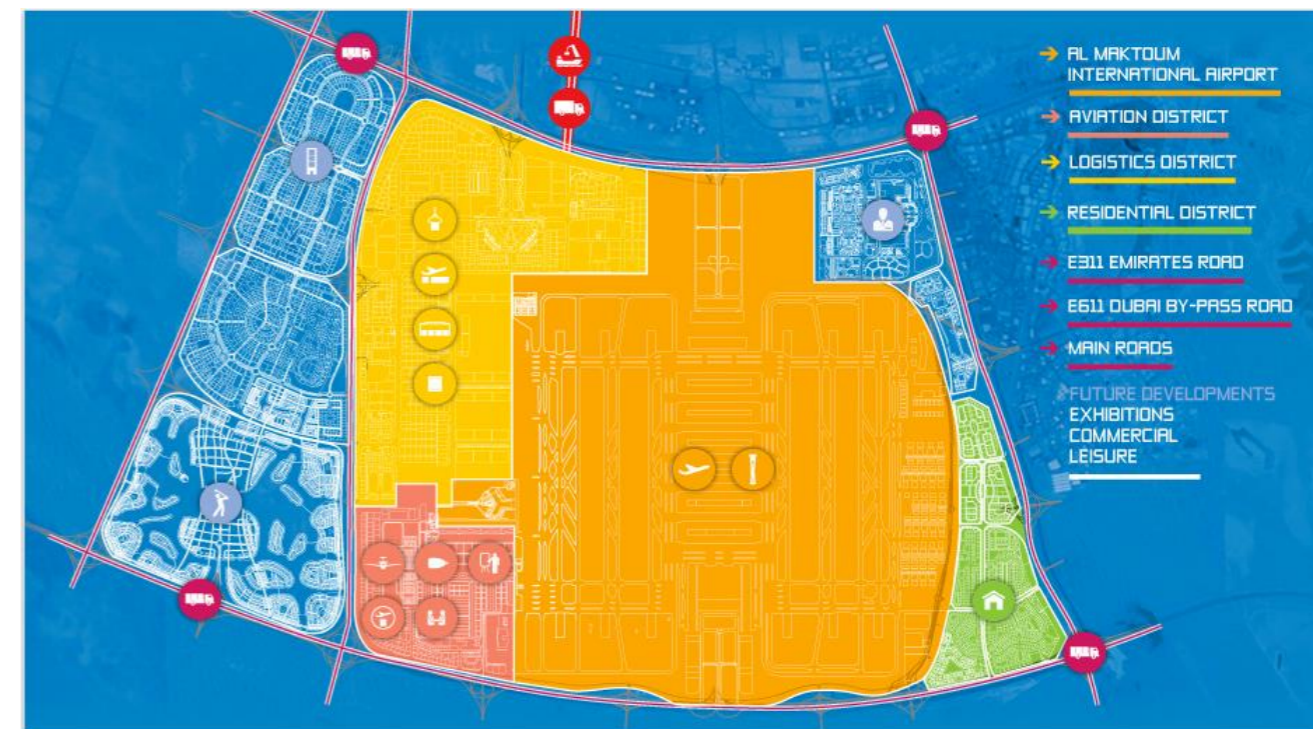 AL MAKTOUM
INTERNATIONAL AIRPORT
AVIATION DISTRICT
LOGISTICS DISTRICT
RESIDENTIAL DISTRICT
E311 EMIRATES ROAD
E611 DUBAI BY-PASS ROAD
MAIN ROADS
FUTURE DEVELOPMENTS
EXHIBITIONS
COMMERCIAL
LEISURE